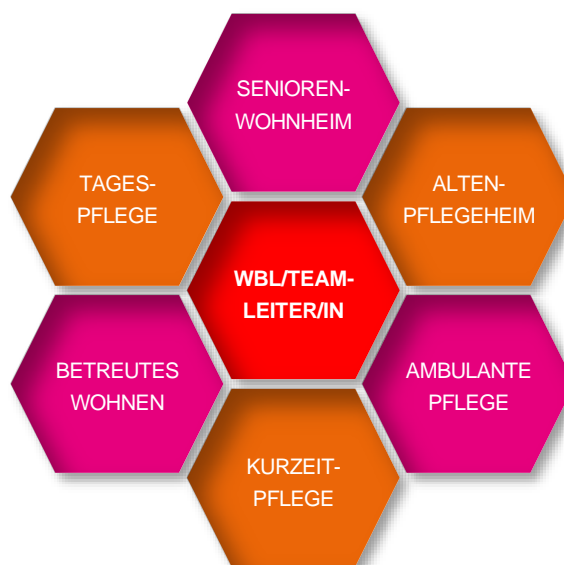 SENIOREN-
WOHNHEIM
TAGES-
PFLEGE
ALTEN-
PFLEGEHEIM
WBL/TEAM-
LEITER/IN
BETREUTES
WOHNEN
AMBULANTE
PFLEGE
KURZEIT-
PFLEGE